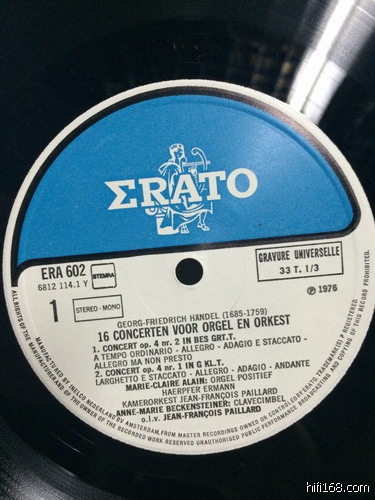 ΣRATO
ERA 602
6812 114.1 Y
STEMRA
GRAVURE UNIVERSELLE
33 T. 1/3
1
STEREO - MONO
℗ 1976
GEORG-FRIEDRICH HANDEL (1685-1759)
16 CONCERTEN VOOR ORGEL EN ORKEST
1. CONCERT op. 4 nr. 2 IN BES GRT.T.
A TEMPO ORDINARIO - ALLEGRO - ADAGIO E STACCATO -
ALLEGRO MA NON PRESTO
2. CONCERT op. 4 nr. 1 IN G KL.T.
LARGHETTO E STACCATO - ALLEGRO - ADAGIO - ANDANTE
MARIE-CLAIRE ALAIN: ORGEL POSITIEF
HAERPFER ERMANN
KAMERORKEST JEAN-FRANÇOIS PAILLARD
ANNE-MARIE BECKENSTEINER: CLAVECIMBEL
o.l.v. JEAN-FRANÇOIS PAILLARD
MANUFACTURED BY INELCO NEDERLAND BV AMSTERDAM, FROM MASTER RECORDINGS OWNED OR CONTROLLED BY ERATO, TRADEMARK(S) REGISTERED.
ALL RIGHTS OF THE MANUFACTURER AND OF THE OWNER OF THE RECORDED WORK RESERVED UNAUTHORISED PUBLIC PERFORMANCE BROADCASTING AND COPYING OF THIS RECORD PROHIBITED.
hifi168.com